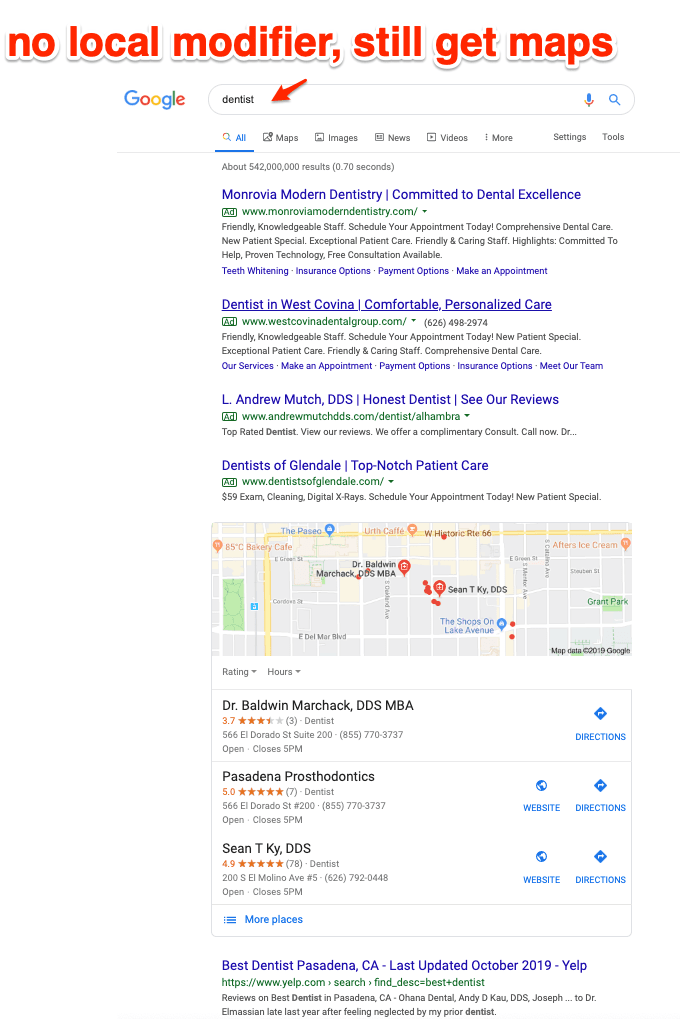 no local modifier, still get maps
Google
dentist
All Maps Images News Videos More Settings Tools
About 542,000,000 results (0.70 seconds)
Monrovia Modern Dentistry | Committed to Dental Excellence
Ad www.monroviamoderndentistry.com/
Friendly, Knowledgeable Staff. Schedule Your Appointment Today! Comprehensive Dental Care.
New Patient Special. Exceptional Patient Care. Friendly & Caring Staff. Highlights: Committed To
Help, Proven Technology, Free Consultation Available.
Teeth Whitening · Insurance Options · Payment Options · Make an Appointment
Dentist in West Covina | Comfortable, Personalized Care
Ad www.westcovinadentalgroup.com/ (626) 498-2974
Friendly, Knowledgeable Staff. Schedule Your Appointment Today! New Patient Special.
Exceptional Patient Care. Friendly & Caring Staff. Comprehensive Dental Care.
Our Services · Make an Appointment · Payment Options · Insurance Options · Meet Our Team
L. Andrew Mutch, DDS | Honest Dentist | See Our Reviews
Ad www.andrewmutchdds.com/dentist/alhambra
Top Rated Dentist. View our reviews. We offer a complimentary Consult. Call now. Dr...
Dentists of Glendale | Top-Notch Patient Care
Ad www.dentistsofglendale.com/
$59 Exam, Cleaning, Digital X-Rays. Schedule Your Appointment Today! New Patient Special.
The Paseo
Urth Caffé
W Historic Rte 66
85°C Bakery Cafe
Afters Ice Cream
E Green St
E Green St
Dr. Baldwin
Marchack, DDS MBA
S Oakland Ave
S Catalina Ave
Steuben St
Sean T Ky, DDS
S Mentor Ave
Cordova St
Grant Park
The Shops On
Lake Avenue
E Del Mar Blvd
Map data ©2019 Google
Rating Hours
Dr. Baldwin Marchack, DDS MBA
3.7 (3) · Dentist
566 El Dorado St Suite 200 · (855) 770-3737
Open · Closes 5PM
DIRECTIONS
Pasadena Prosthodontics
5.0 (7) · Dentist
566 El Dorado St #200 · (855) 770-3737
Open · Closes 5PM
WEBSITE DIRECTIONS
Sean T Ky, DDS
4.9 (78) · Dentist
200 S El Molino Ave #5 · (626) 792-0448
Open · Closes 5PM
WEBSITE DIRECTIONS
More places
Best Dentist Pasadena, CA - Last Updated October 2019 - Yelp
https://www.yelp.com › search › find_desc=best+dentist
Reviews on Best Dentist in Pasadena, CA - Ohana Dental, Andy D Kau, DDS, Joseph ... to Dr.
Elmassian late last year after feeling neglected by my prior dentist.